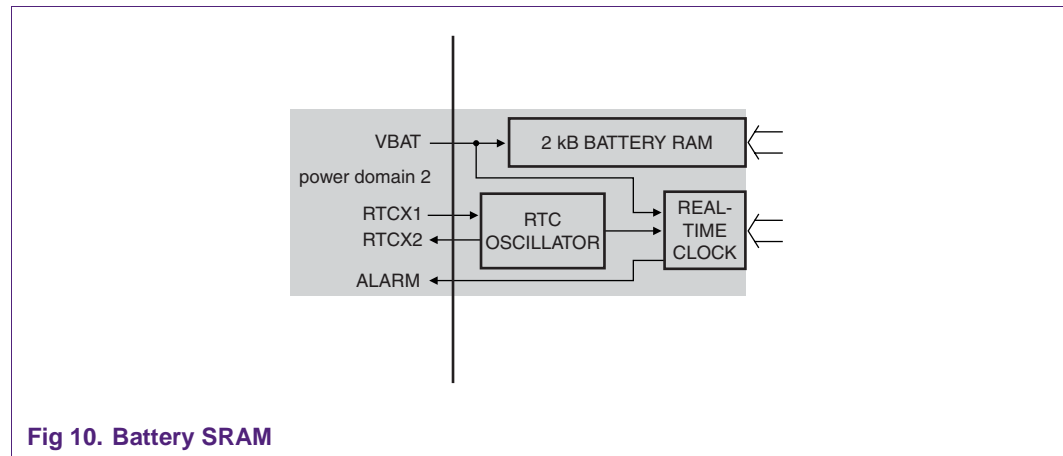 VBAT
2 kB BATTERY RAM
power domain 2
RTCX1
RTCX2
RTC
OSCILLATOR
REAL-
TIME
CLOCK
ALARM
Fig 10. Battery SRAM